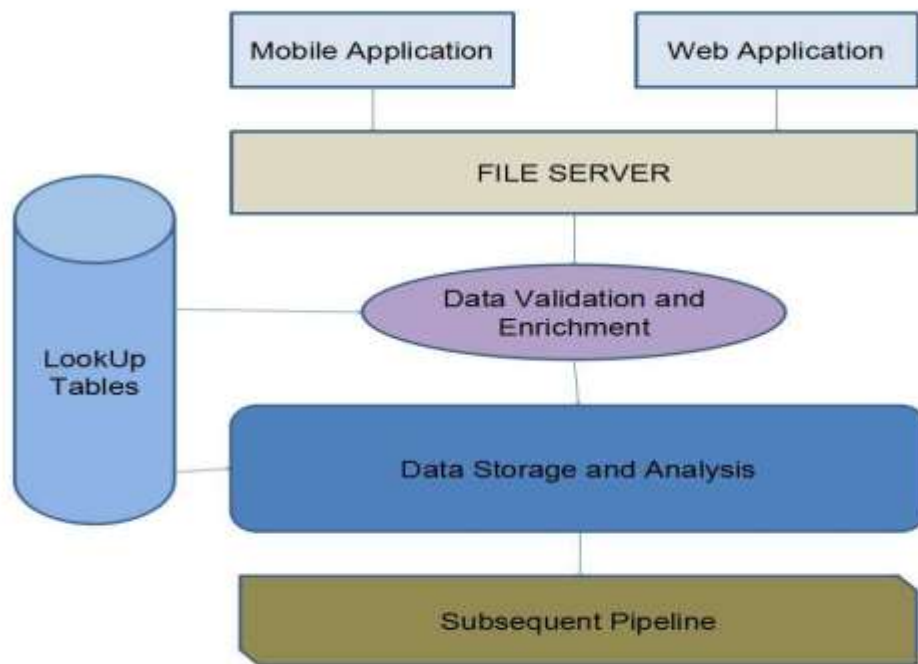 Mobile Application
Web Application
FILE SERVER
Data Validation and
Enrichment
LookUp
Tables
Data Storage and Analysis
Subsequent Pipeline